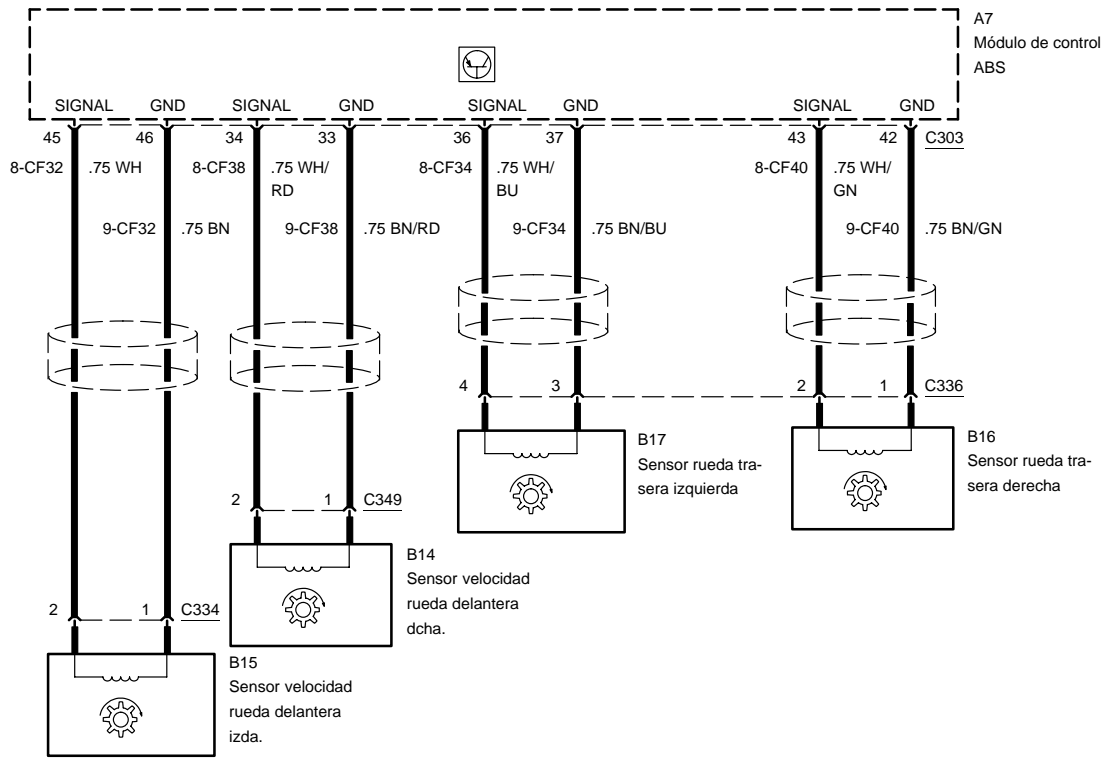 A7
Módulo de control
ABS
SIGNAL GND SIGNAL GND SIGNAL GND SIGNAL GND
45 46 34 33 36 37 43 42 C303
8-CF32 .75 WH 8-CF38 .75 WH/ 8-CF34 .75 WH/ 8-CF40 .75 WH/
RD BU GN
9-CF32 .75 BN 9-CF38 .75 BN/RD 9-CF34 .75 BN/BU 9-CF40 .75 BN/GN
4 3 2 1 C336
B17
Sensor rueda tra-
sera izquierda
B16
Sensor rueda tra-
sera derecha
2 1 C349
B14
Sensor velocidad
rueda delantera
dcha.
2 1 C334
B15
Sensor velocidad
rueda delantera
izda.